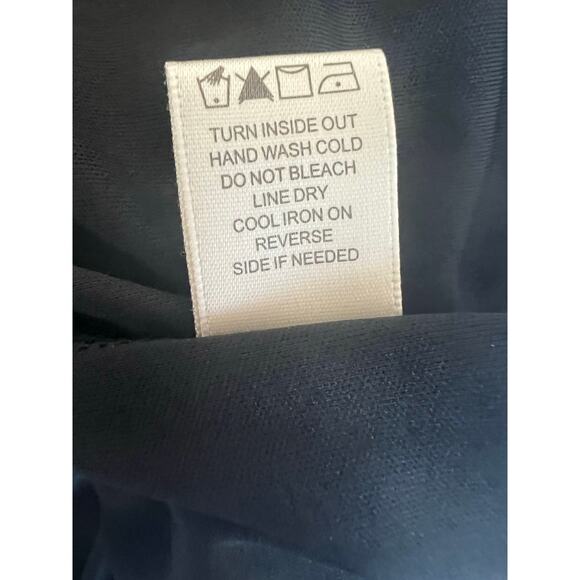 TURN INSIDE OUT
HAND WASH COLD
DO NOT BLEACH
LINE DRY
COOL IRON ON
REVERSE
SIDE IF NEEDED